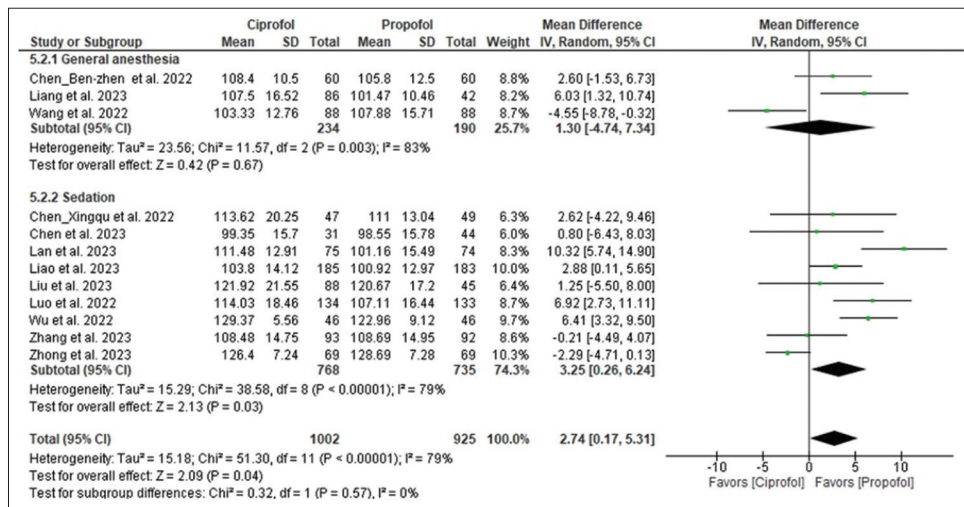 Ciprofol Propofol Mean Difference Mean Difference
Study or Subgroup Mean SD Total Mean SD Total Weight IV, Random, 95% CI IV, Random, 95% CI
5.2.1 General anesthesia
Chen_Ben-zhen et al. 2022 108.4 10.5 60 105.8 12.5 60 8.8% 2.60 [-1.53, 6.73]
Liang et al. 2023 107.5 16.52 86 101.47 10.46 42 8.2% 6.03 [1.32, 10.74]
Wang et al. 2022 103.33 12.76 88 107.88 15.71 88 8.7% -4.55 [-8.78, -0.32]
Subtotal (95% CI) 234 190 25.7% 1.30 [-4.74, 7.34]
Heterogeneity: Tau² = 23.56; Chi² = 11.57, df = 2 (P = 0.003); I² = 83%
Test for overall effect: Z = 0.42 (P = 0.67)
5.2.2 Sedation
Chen_Xingqu et al. 2022 113.62 20.25 47 111 13.04 49 6.3% 2.62 [-4.22, 9.46]
Chen et al. 2023 99.35 15.7 31 98.55 15.78 44 6.0% 0.80 [-6.43, 8.03]
Lan et al. 2023 111.48 12.91 75 101.16 15.49 74 8.3% 10.32 [5.74, 14.90]
Liao et al. 2023 103.8 14.12 185 100.92 12.97 183 10.0% 2.88 [0.11, 5.65]
Liu et al. 2023 121.92 21.55 88 120.67 17.2 45 6.4% 1.25 [-5.50, 8.00]
Luo et al. 2022 114.03 18.46 134 107.11 16.44 133 8.7% 6.92 [2.73, 11.11]
Wu et al. 2022 129.37 5.56 46 122.96 9.12 46 9.7% 6.41 [3.32, 9.50]
Zhang et al. 2023 108.48 14.75 93 108.69 14.95 92 8.6% -0.21 [-4.49, 4.07]
Zhong et al. 2023 126.4 7.24 69 128.69 7.28 69 10.3% -2.29 [-4.71, 0.13]
Subtotal (95% CI) 768 735 74.3% 3.25 [0.26, 6.24]
Heterogeneity: Tau² = 15.29; Chi² = 38.58, df = 8 (P < 0.00001); I² = 79%
Test for overall effect: Z = 2.13 (P = 0.03)
Total (95% CI) 1002 925 100.0% 2.74 [0.17, 5.31]
Heterogeneity: Tau² = 15.18; Chi² = 51.30, df = 11 (P < 0.00001); I² = 79%
Test for overall effect: Z = 2.09 (P = 0.04)
Test for subgroup differences: Chi² = 0.32, df = 1 (P = 0.57), I² = 0%
-10 -5 0 5 10
Favors [Ciprofol] Favors [Propofol]